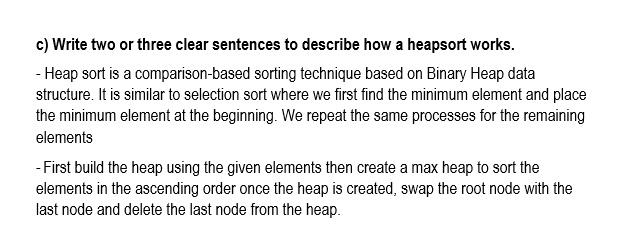 c) Write two or three clear sentences to describe how a heapsort works.
- Heap sort is a comparison-based sorting technique based on Binary Heap data
structure. It is similar to selection sort where we first find the minimum element and place
the minimum element at the beginning. We repeat the same processes for the remaining
elements
- First build the heap using the given elements then create a max heap to sort the
elements in the ascending order once the heap is created, swap the root node with the
last node and delete the last node from the heap.